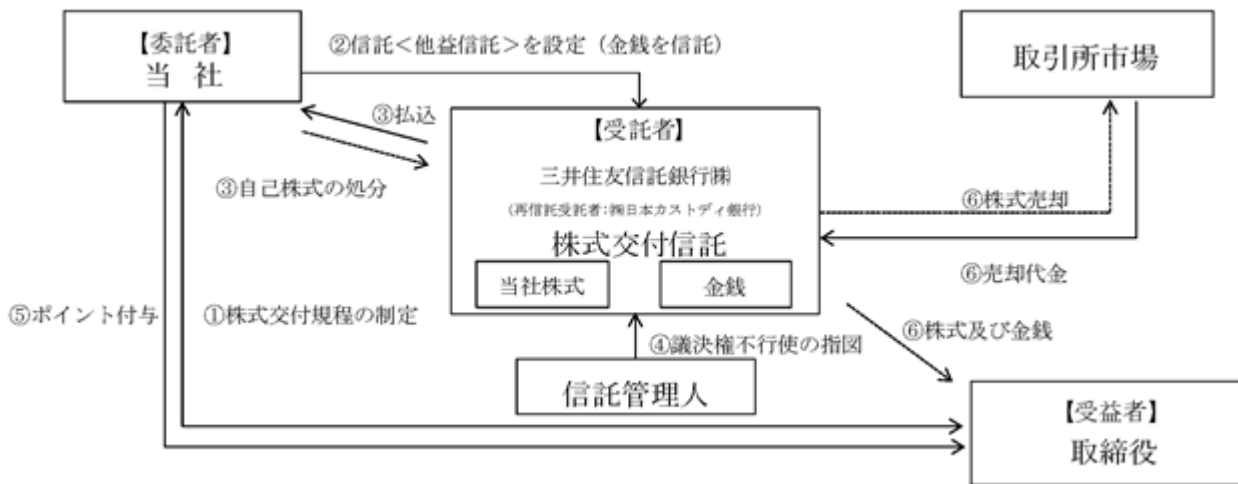 【委託者】
当 社
②信託<他益信託>を設定（金銭を信託）
取引所市場
③払込
③自己株式の処分
【受託者】
三井住友信託銀行㈱
（再信託受託者：㈱日本カストディ銀行）
株式交付信託
当社株式
金銭
⑥株式売却
⑥売却代金
⑤ポイント付与
①株式交付規程の制定
④議決権不行使の指図
⑥株式及び金銭
信託管理人
【受益者】
取締役